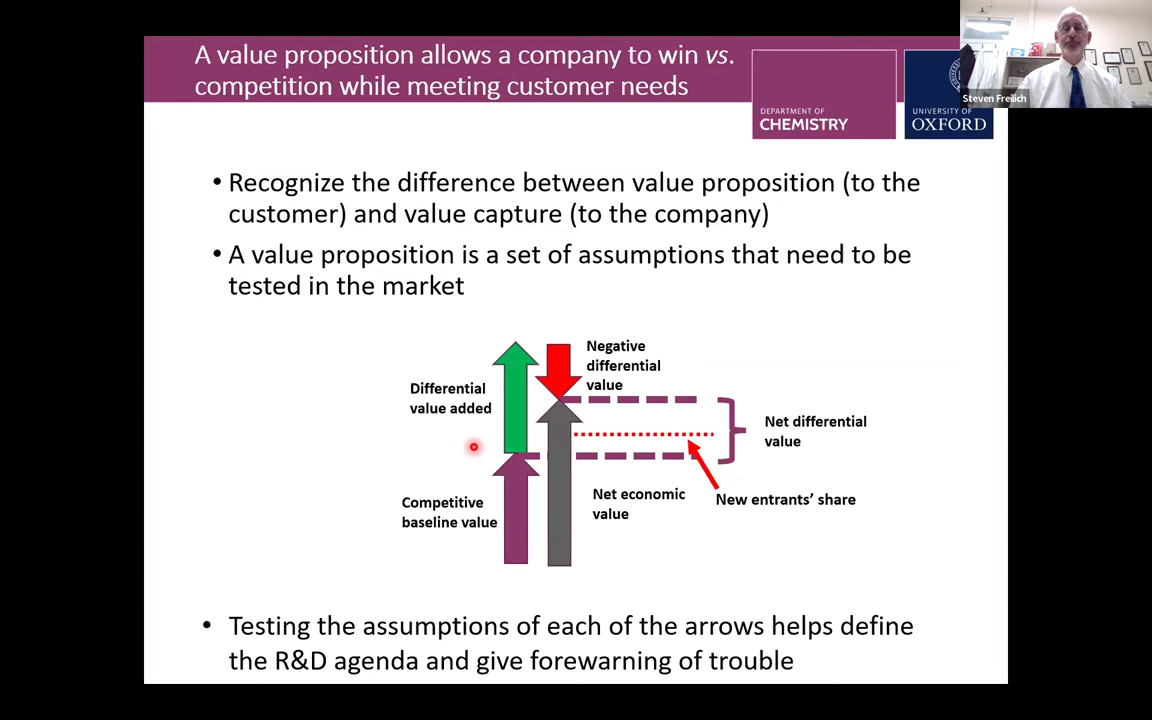 A value proposition allows a company to win vs.
competition while meeting customer needs
DEPARTMENT OF
CHEMISTRY
UNIVERSITY OF
OXFORD
Steven Freilich
• Recognize the difference between value proposition (to the
customer) and value capture (to the company)
• A value proposition is a set of assumptions that need to be
tested in the market
Negative
differential
value
Differential
value added
Net differential
value
Competitive
baseline value
Net economic
value
New entrants’ share
• Testing the assumptions of each of the arrows helps define
the R&D agenda and give forewarning of trouble